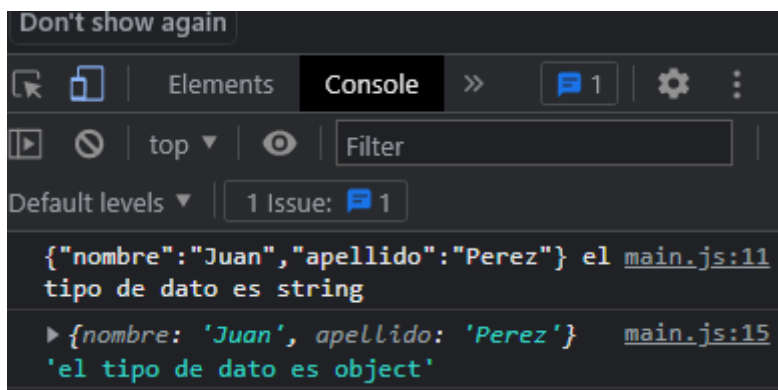 Don't show again
Elements Console » 1
top ▼ Filter
Default levels ▼ 1 Issue: 1
{"nombre":"Juan","apellido":"Perez"} el main.js:11
tipo de dato es string
▶ {nombre: 'Juan', apellido: 'Perez'} main.js:15
'el tipo de dato es object'